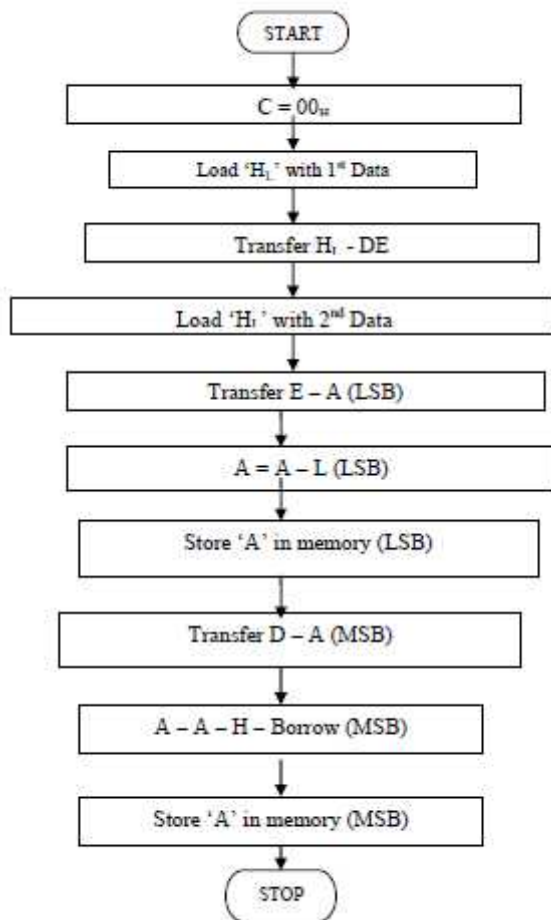 START
C = 00H
Load ‘HL’ with 1st Data
Transfer HL - DE
Load ‘HL’ with 2nd Data
Transfer E – A (LSB)
A = A – L (LSB)
Store ‘A’ in memory (LSB)
Transfer D – A (MSB)
A – A – H – Borrow (MSB)
Store ‘A’ in memory (MSB)
STOP